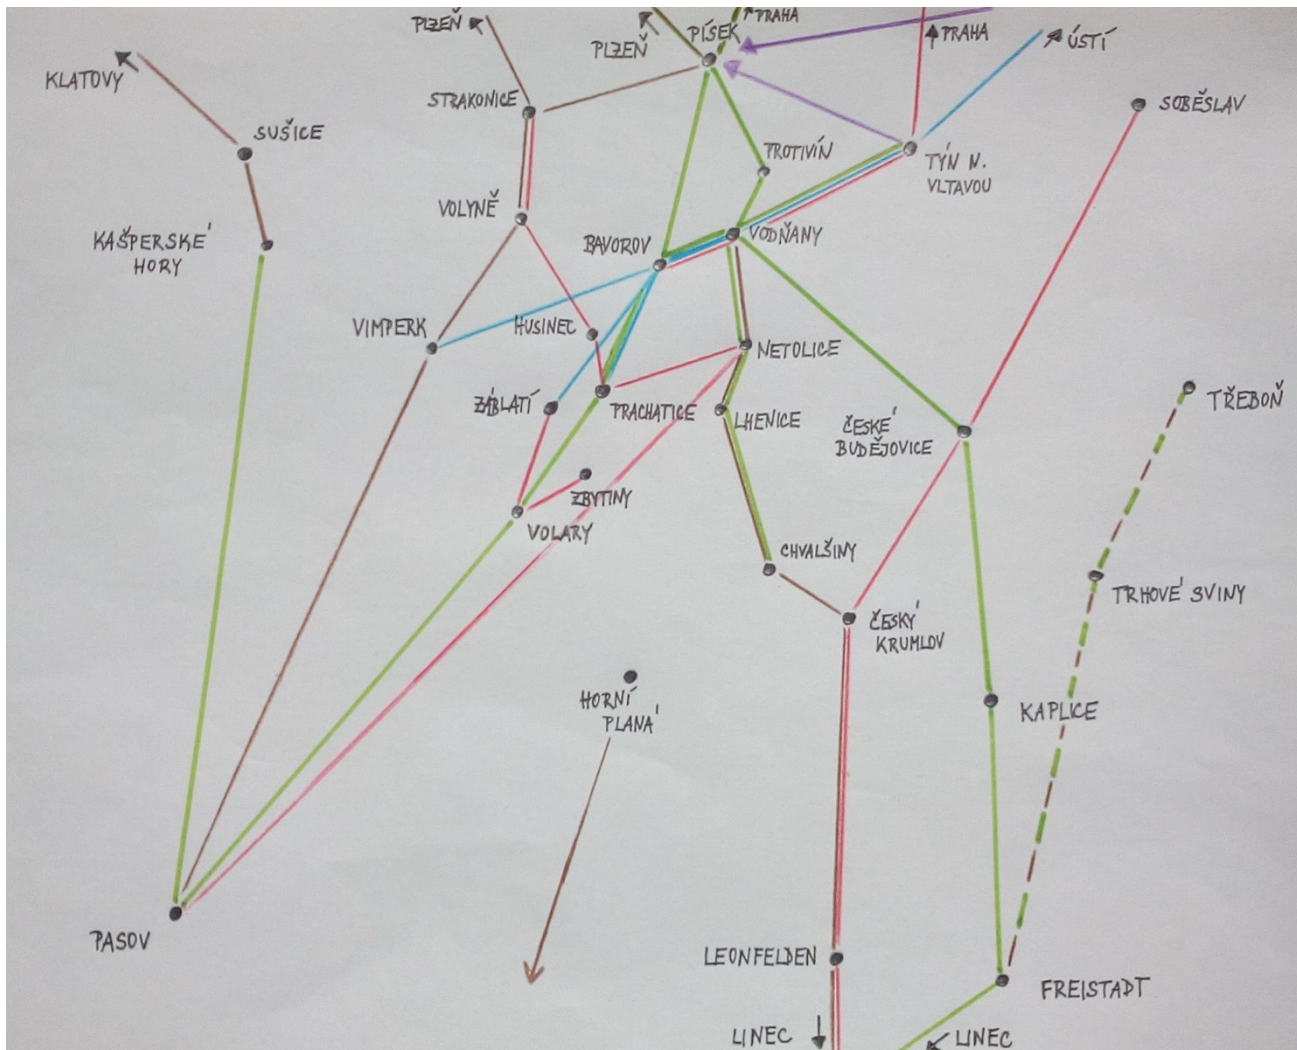 PLZEŇ
PLZEŇ
PRAHA
PÍSEK
PRAHA
ÚSTÍ
KLATOVY
STRAKONICE
SOBĚSLAV
SUŠICE
PROTIVÍN
TÝN N.
VLTAVOU
VOLYNĚ
KAŠPERSKÉ
HORY
BAVOROV
VODŇANY
VIMPERK
HUSINEC
NETOLICE
ZÁBLATÍ
PRACHATICE
LHENICE
ČESKÉ
BUDĚJOVICE
TŘEBOŇ
ZBYTINY
VOLARY
CHVALŠINY
TRHOVÉ SVINY
ČESKÝ
KRUMLOV
HORNÍ
PLANÁ
KAPLICE
PASOV
LEONFELDEN
FREISTADT
LINEC
LINEC